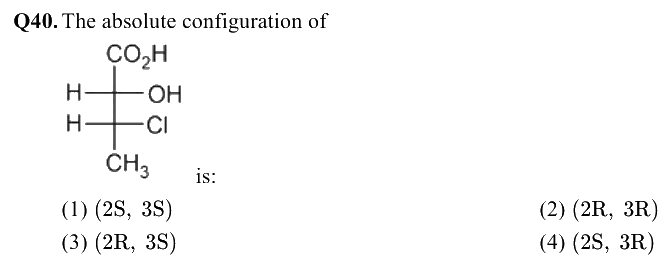 Q40. The absolute configuration of
CO₂H
H OH
H Cl
CH₃
is:
(1) (2S, 3S) (2) (2R, 3R)
(3) (2R, 3S) (4) (2S, 3R)